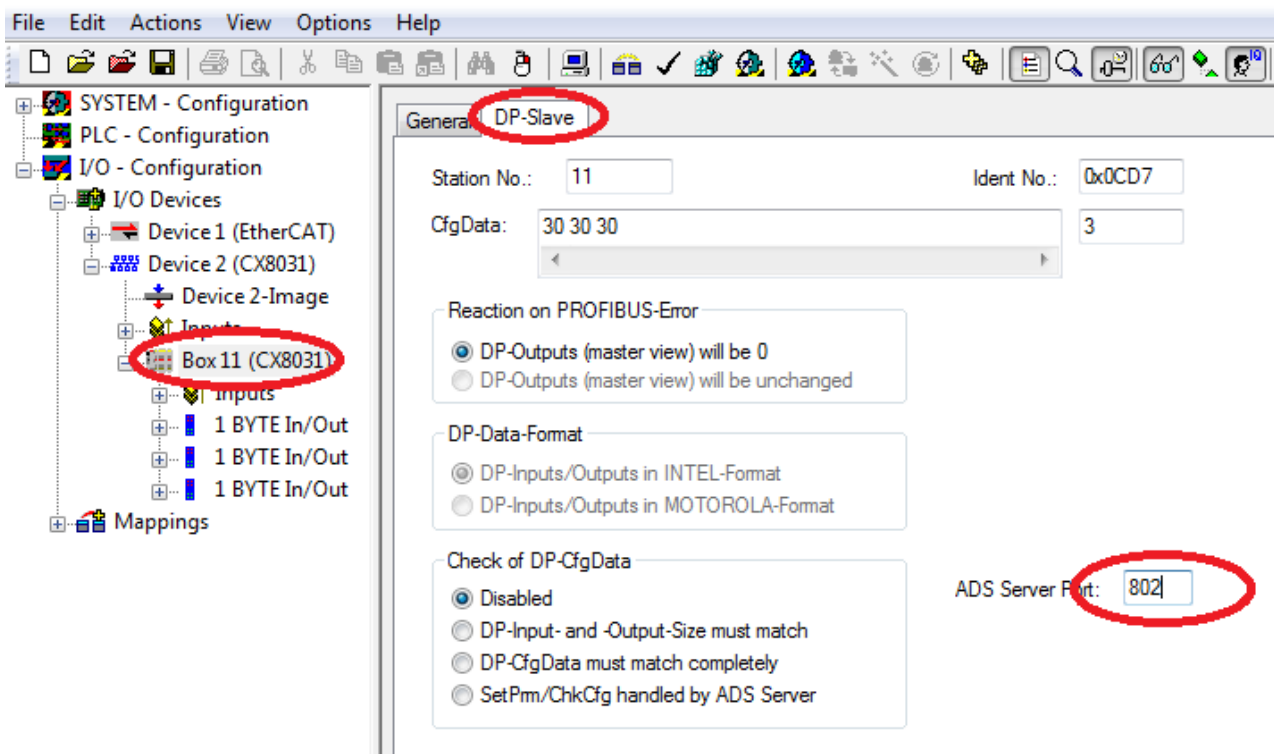 File Edit Actions View Options Help
SYSTEM - Configuration
PLC - Configuration
I/O - Configuration
I/O Devices
Device 1 (EtherCAT)
Device 2 (CX8031)
Device 2-Image
Inputs
Box 11 (CX8031)
Inputs
1 BYTE In/Out
1 BYTE In/Out
1 BYTE In/Out
Mappings
General DP-Slave
Station No.: 11 Ident No.: 0x0CD7
CfgData: 30 30 30 3
Reaction on PROFIBUS-Error
DP-Outputs (master view) will be 0
DP-Outputs (master view) will be unchanged
DP-Data-Format
DP-Inputs/Outputs in INTEL-Format
DP-Inputs/Outputs in MOTOROLA-Format
Check of DP-CfgData
Disabled
DP-Input- and -Output-Size must match
DP-CfgData must match completely
SetPrm/ChkCfg handled by ADS Server
ADS Server Port: 802